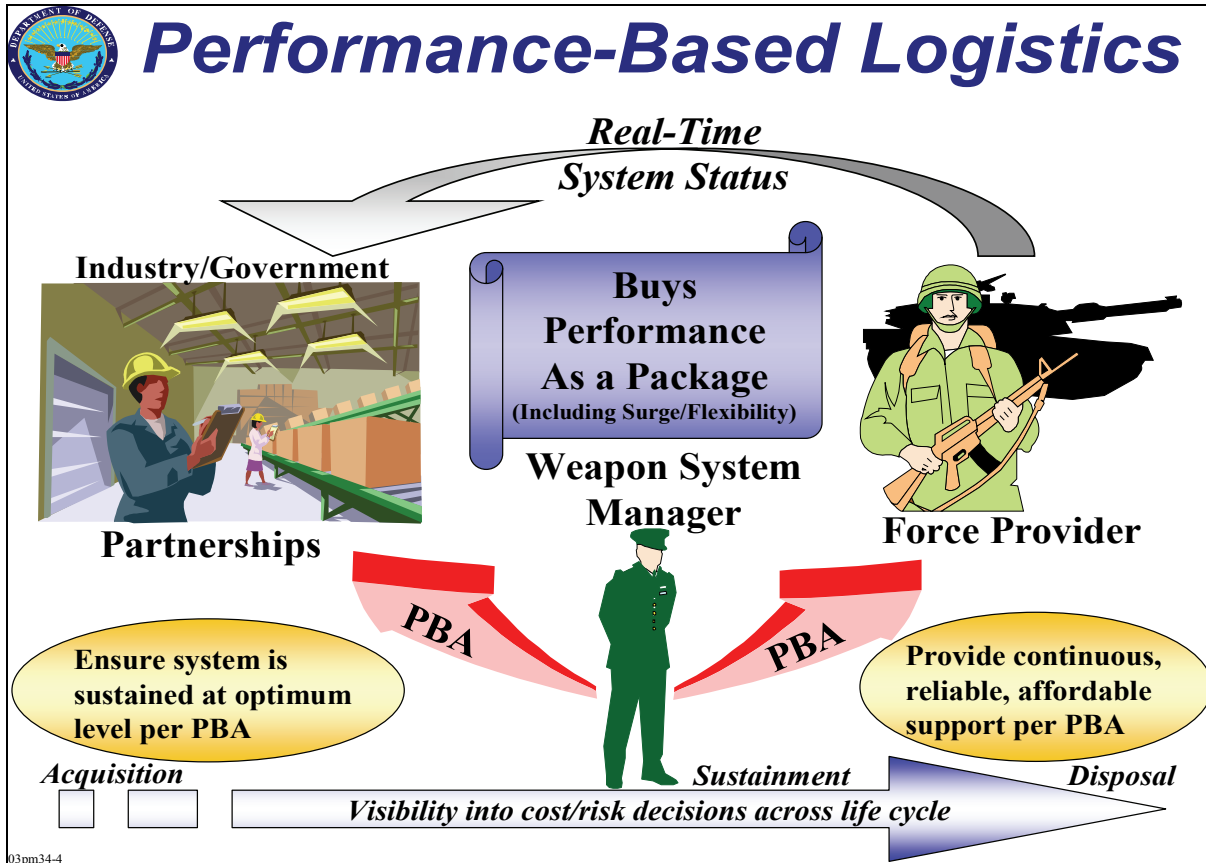 DEPARTMENT OF DEFENSE
UNITED STATES OF AMERICA
Performance-Based Logistics
Real-Time
System Status
Industry/Government
Buys
Performance
As a Package
(Including Surge/Flexibility)
Weapon System
Manager
Partnerships
Force Provider
PBA
PBA
Ensure system is
sustained at optimum
level per PBA
Provide continuous,
reliable, affordable
support per PBA
Acquisition
Sustainment
Disposal
Visibility into cost/risk decisions across life cycle
03pm34-4